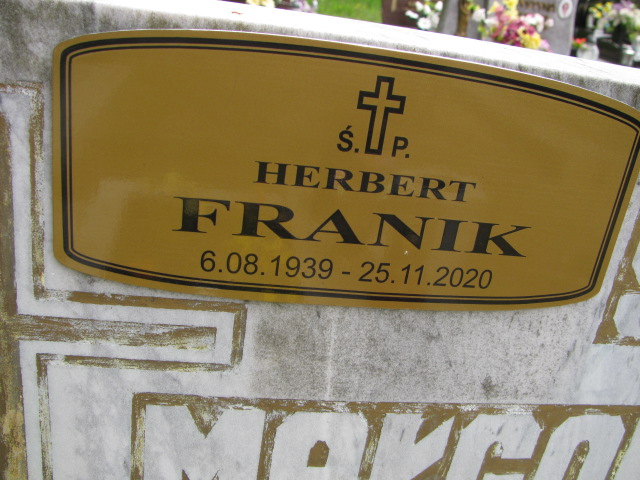 Ś. P.
HERBERT
FRANIK
6.08.1939 - 25.11.2020